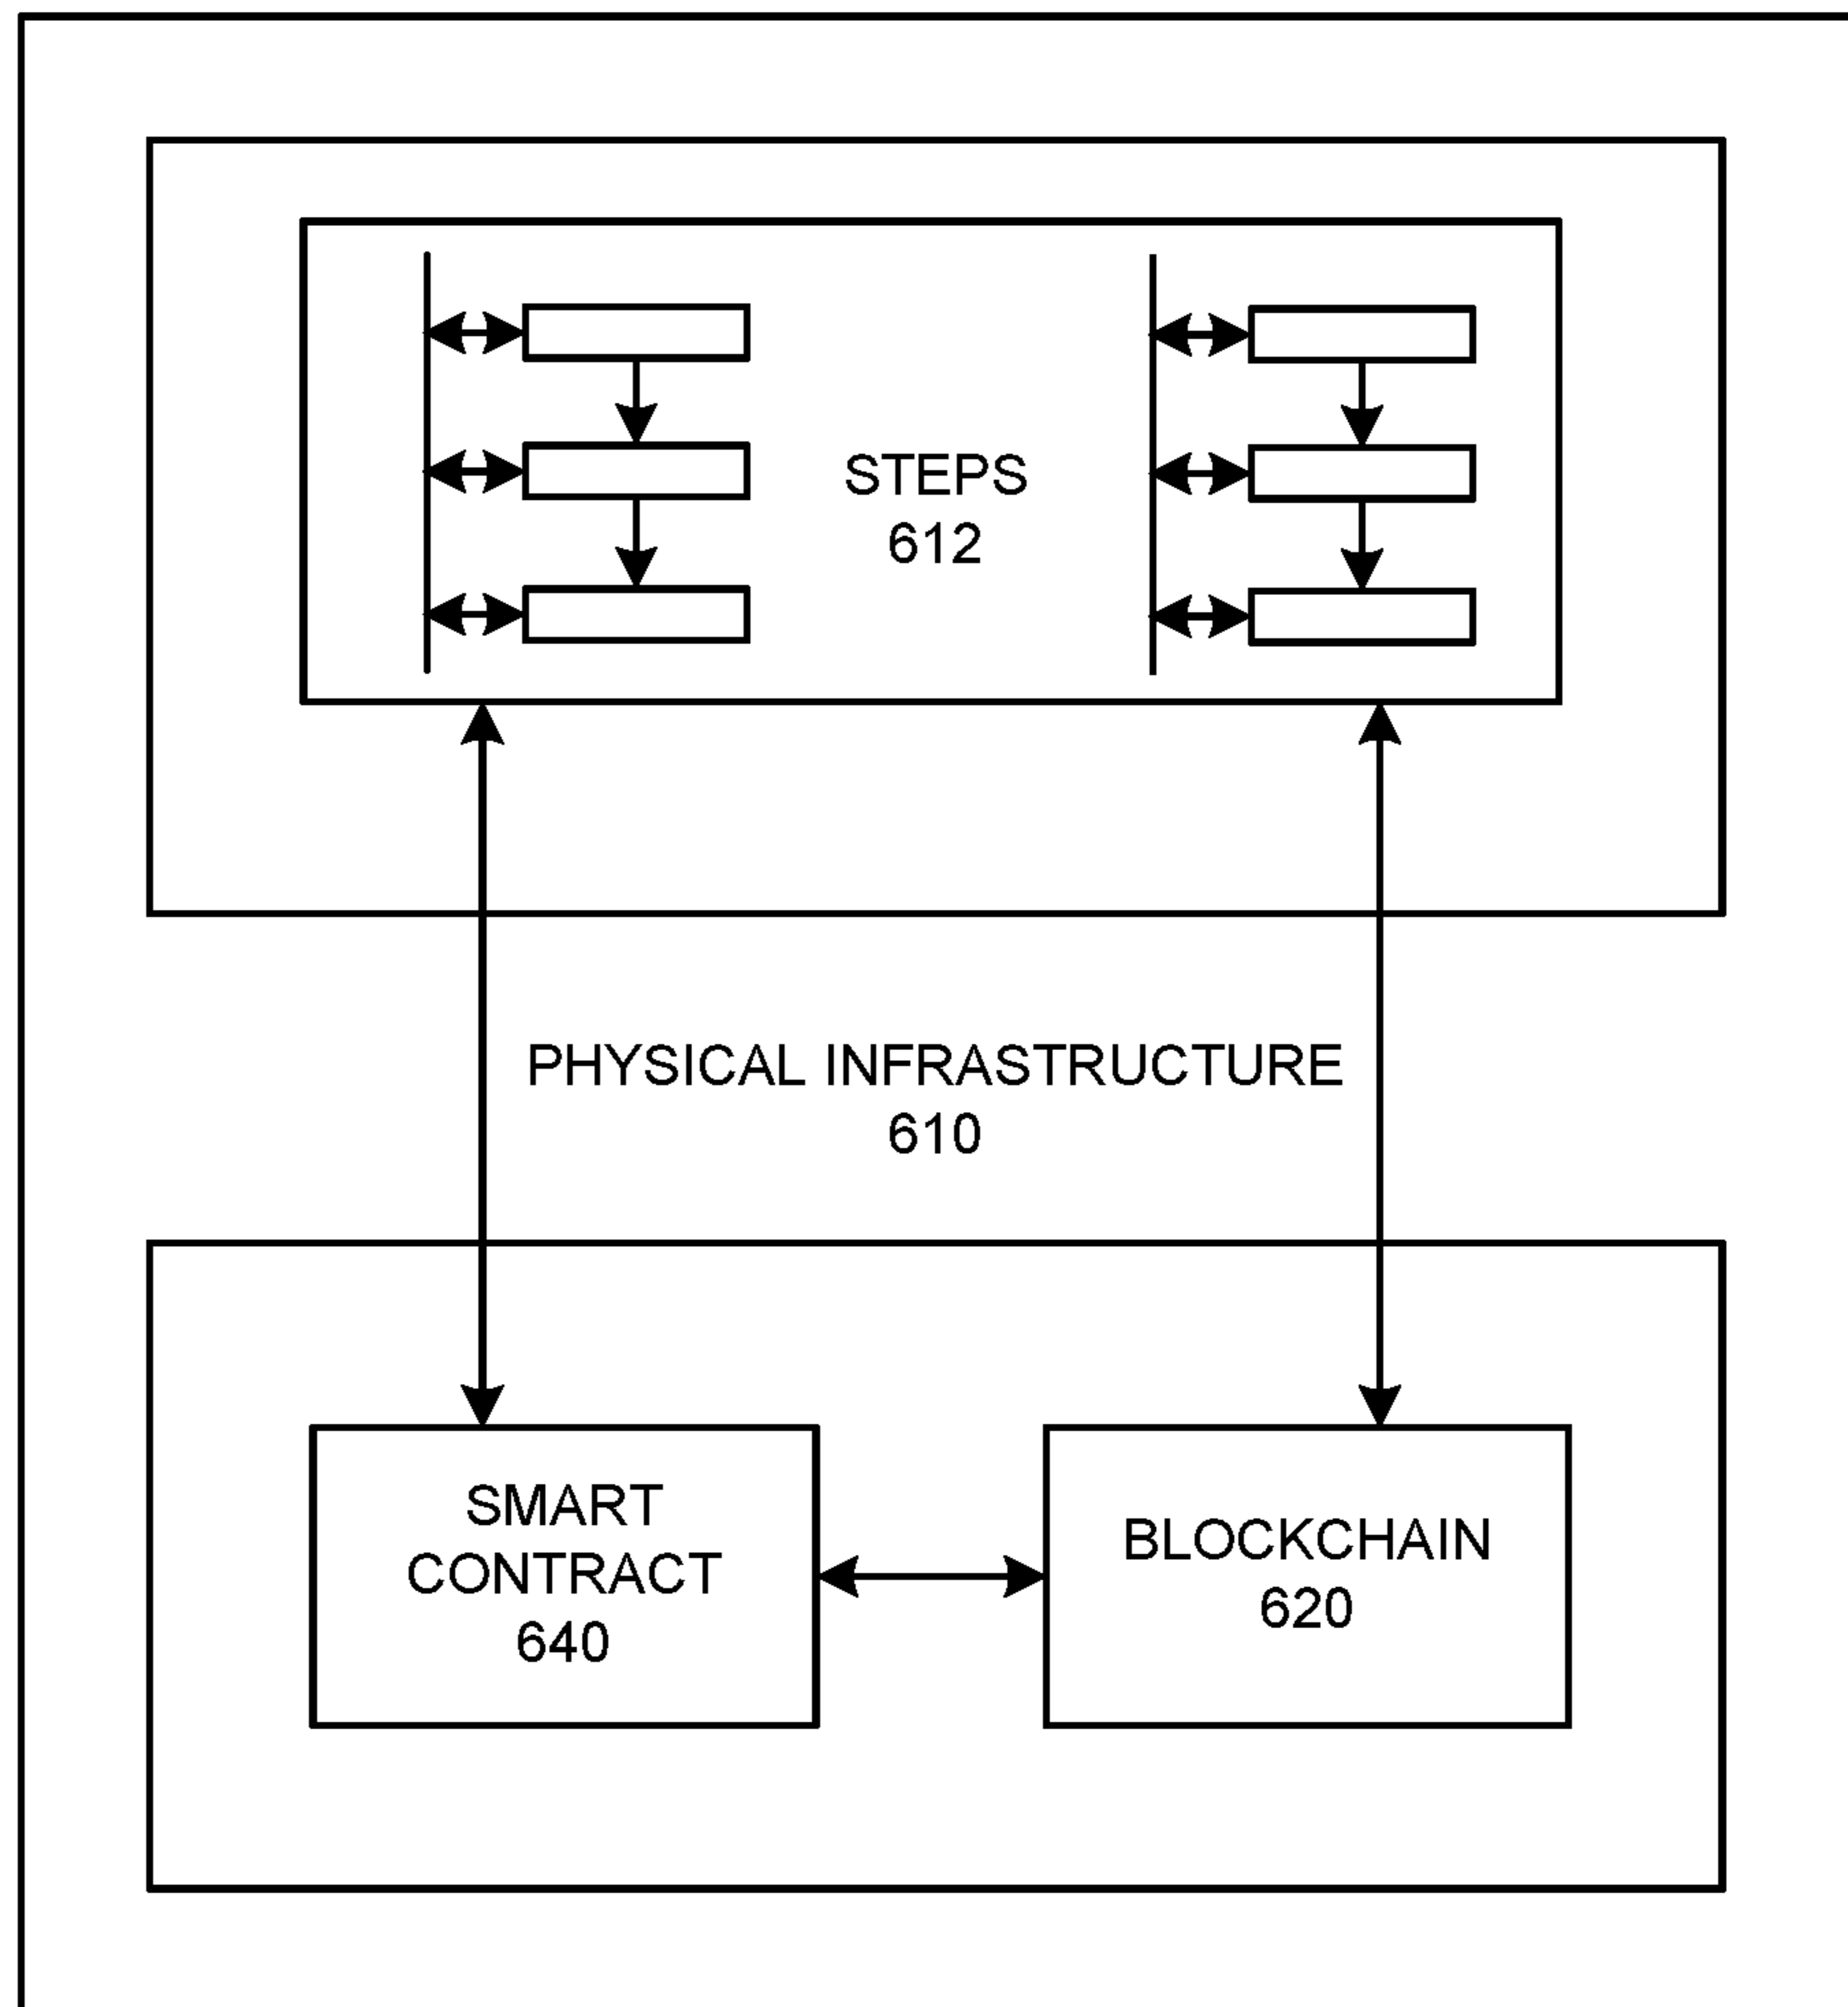 STEPS
612
PHYSICAL INFRASTRUCTURE
610
SMART
CONTRACT
640
BLOCKCHAIN
620